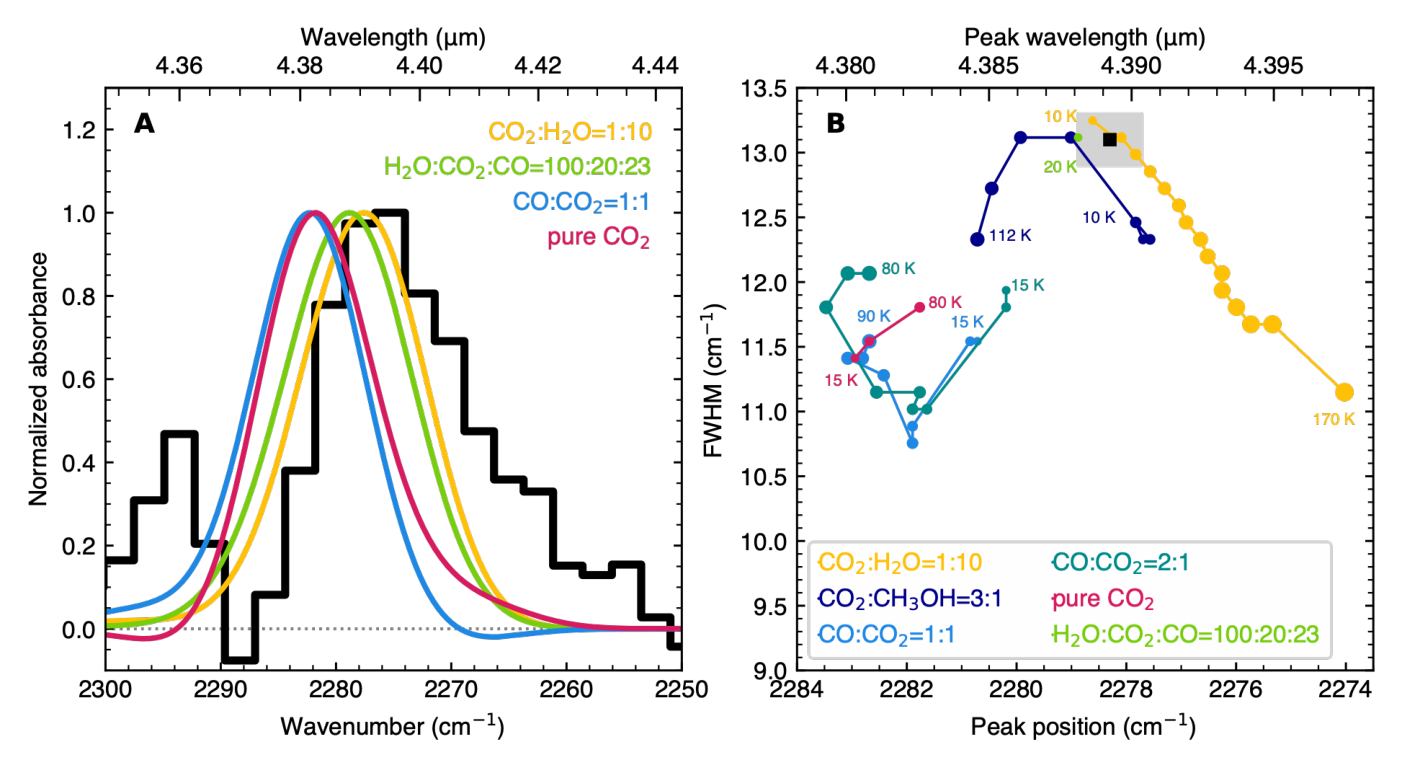 Wavelength (μm)
4.36 4.38 4.40 4.42 4.44
A
CO₂:H₂O=1:10
H₂O:CO₂:CO=100:20:23
CO:CO₂=1:1
pure CO₂
Normalized absorbance
1.2
1.0
0.8
0.6
0.4
0.2
0.0
2300 2290 2280 2270 2260 2250
Wavenumber (cm⁻¹)
Peak wavelength (μm)
4.380 4.385 4.390 4.395
B
FWHM (cm⁻¹)
13.5
13.0
12.5
12.0
11.5
11.0
10.5
10.0
9.5
9.0
10 K
20 K
10 K
112 K
80 K
15 K
80 K
90 K
15 K
15 K
170 K
CO₂:H₂O=1:10
CO₂:CH₃OH=3:1
CO:CO₂=1:1
CO:CO₂=2:1
pure CO₂
H₂O:CO₂:CO=100:20:23
2284 2282 2280 2278 2276 2274
Peak position (cm⁻¹)